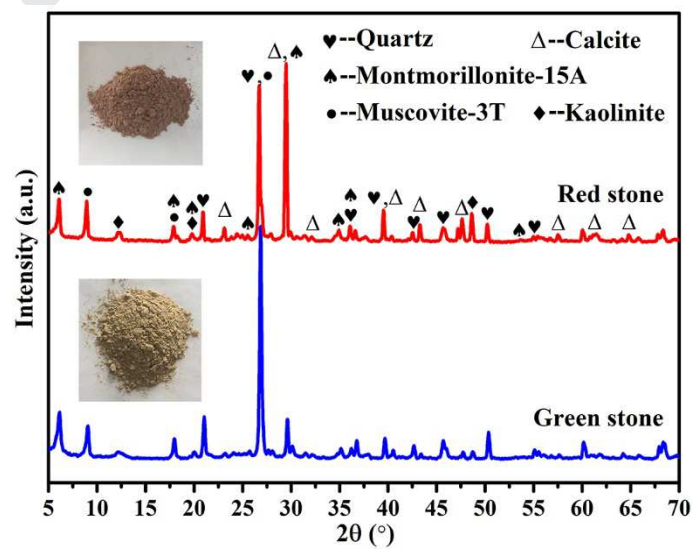 ♥--Quartz Δ--Calcite
♠--Montmorillonite-15A
●--Muscovite-3T ♦--Kaolinite
Δ,♠
♥,●
Red stone
Green stone
Intensity (a.u.)
5 10 15 20 25 30 35 40 45 50 55 60 65 70
2θ (°)